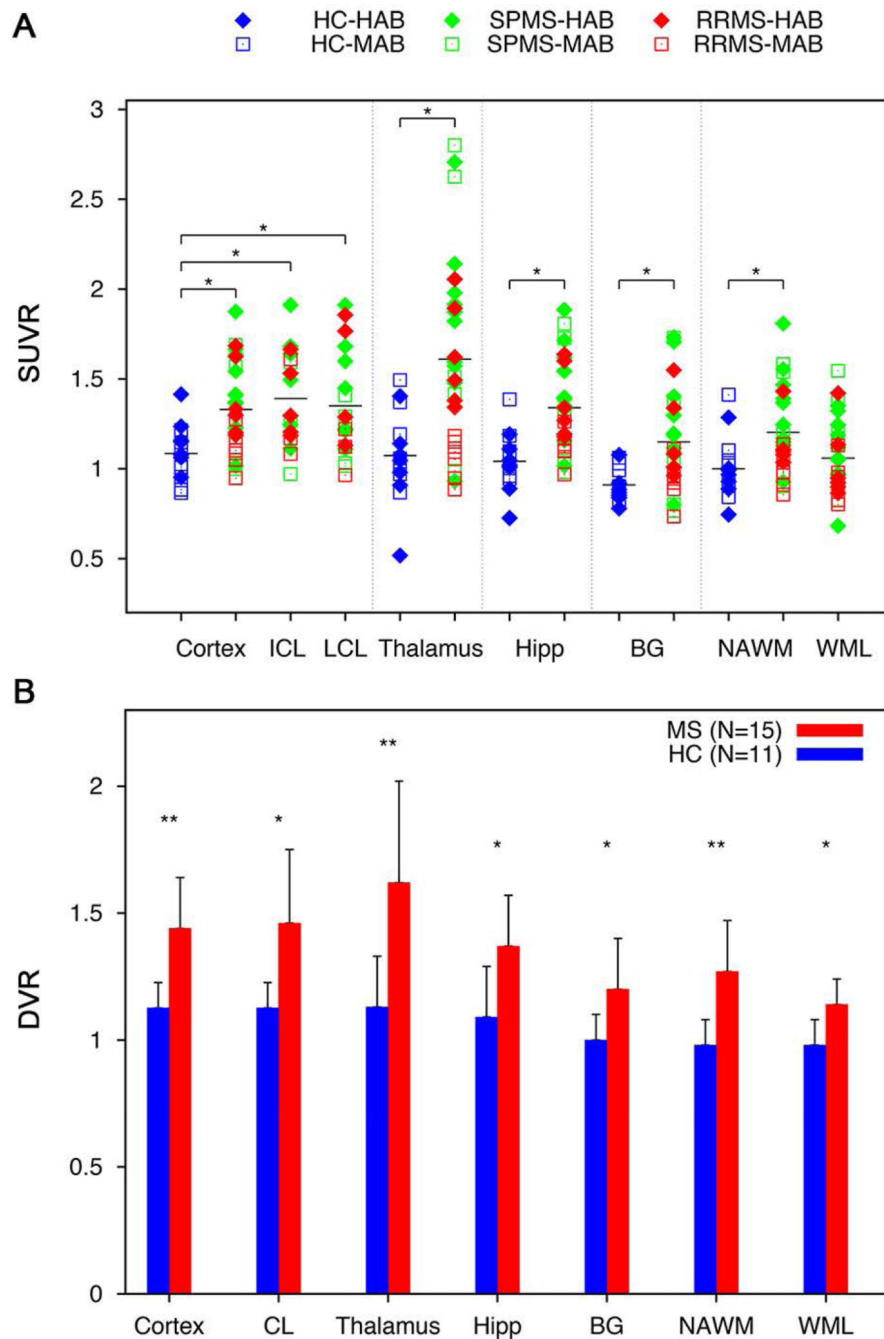 A
HC-HAB SPMS-HAB RRMS-HAB
HC-MAB SPMS-MAB RRMS-MAB
3
2.5
2
1.5
1
0.5
SUVR
* * * * * * *
Cortex ICL LCL Thalamus Hipp BG NAWM WML
B
MS (N=15)
HC (N=11)
2
1.5
1
0.5
0
DVR
** * ** * * ** *
Cortex CL Thalamus Hipp BG NAWM WML